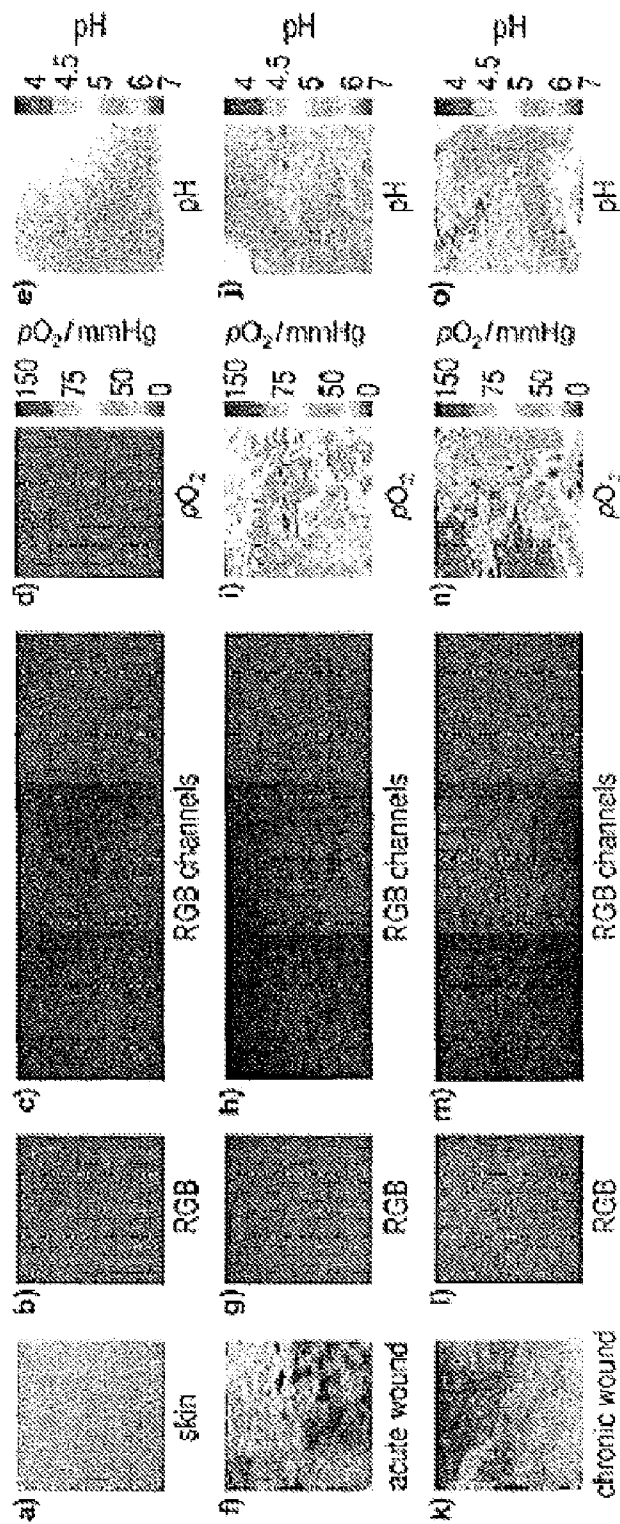 a)
skin
b)
RGB
c)
RGB channels
d)
pO₂
150
75
50
0
pO₂/mmHg
e)
pH
4
4.5
5
6
7
pH
f)
acute wound
g)
RGB
h)
RGB channels
i)
pO₂
150
75
50
0
pO₂/mmHg
j)
pH
4
4.5
5
6
7
pH
k)
chronic wound
l)
RGB
m)
RGB channels
n)
pO₂
150
75
50
0
pO₂/mmHg
o)
pH
4
4.5
5
6
7
pH